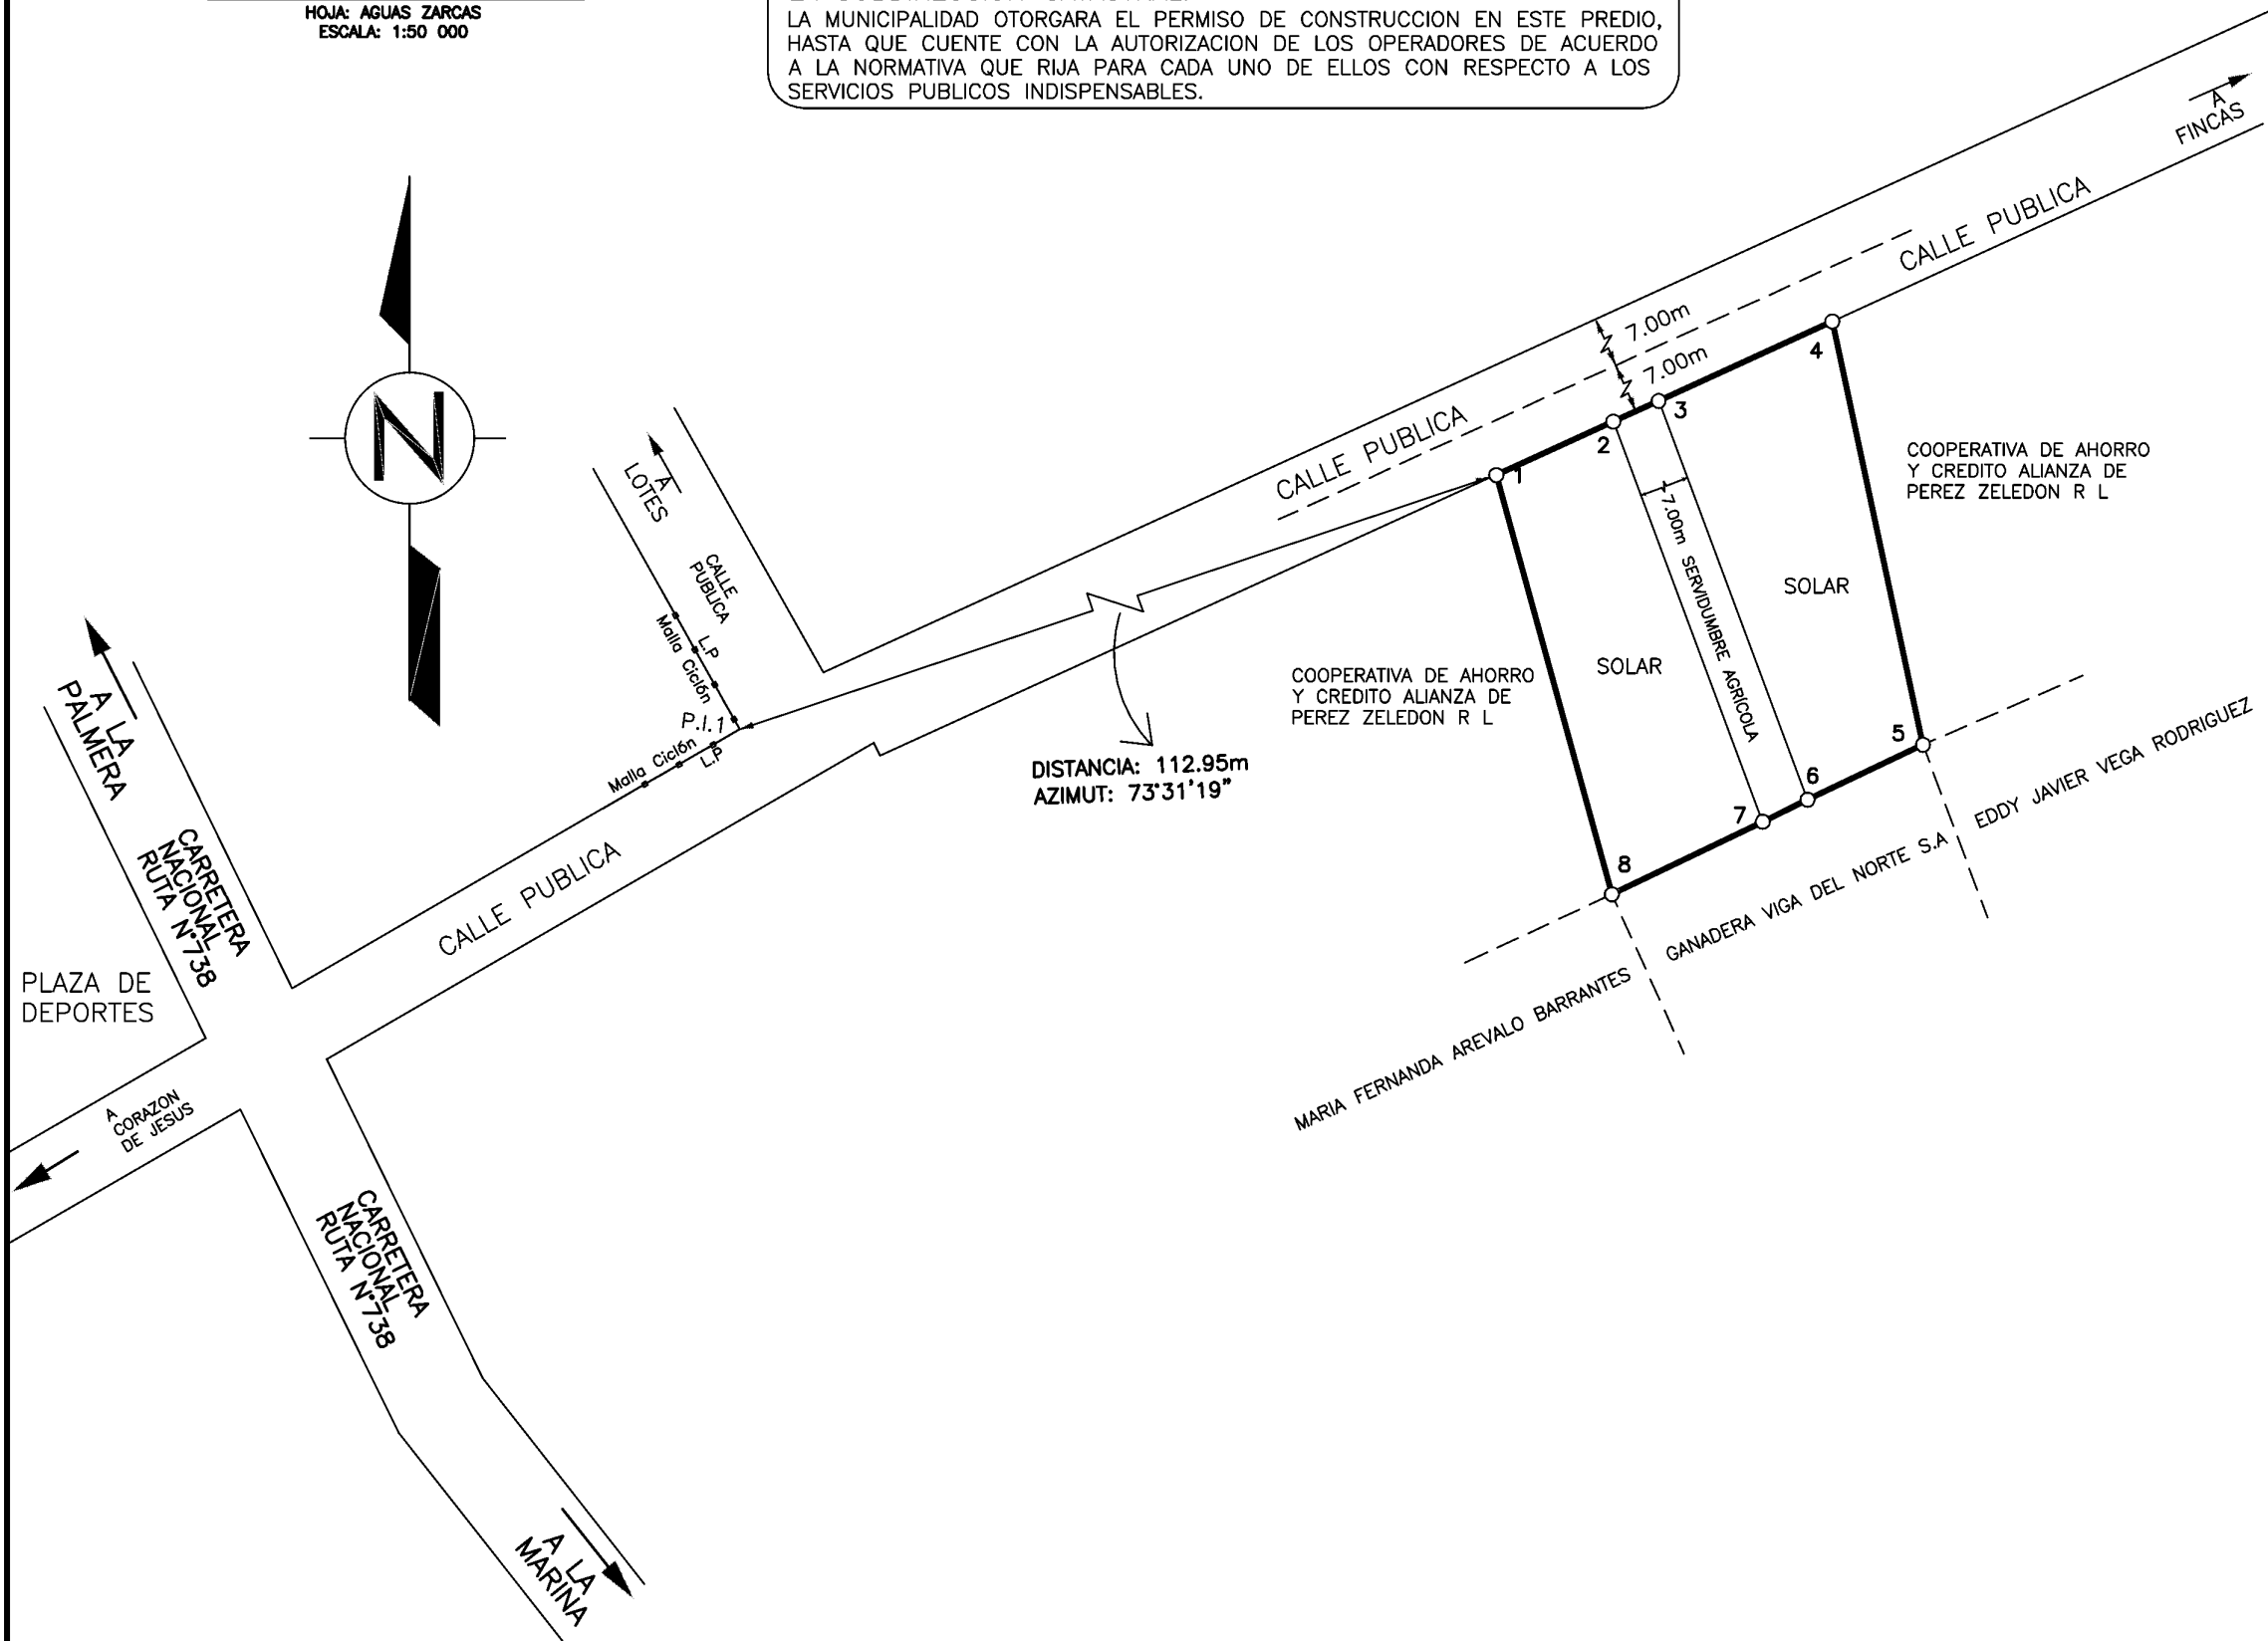 HOJA: AGUAS ZARCAS
ESCALA: 1:50 000
LA MUNICIPALIDAD OTORGARA EL PERMISO DE CONSTRUCCION EN ESTE PREDIO,
HASTA QUE CUENTE CON LA AUTORIZACION DE LOS OPERADORES DE ACUERDO
A LA NORMATIVA QUE RIJA PARA CADA UNO DE ELLOS CON RESPECTO A LOS
SERVICIOS PUBLICOS INDISPENSABLES.
A
FINCAS
CALLE PUBLICA
7.00m
7.00m
CALLE PUBLICA
N
1
2
3
4
5
6
7
8
COOPERATIVA DE AHORRO
Y CREDITO ALIANZA DE
PEREZ ZELEDON R L
SOLAR
7.00m SERVIDUMBRE AGRICOLA
SOLAR
COOPERATIVA DE AHORRO
Y CREDITO ALIANZA DE
PEREZ ZELEDON R L
A
LOTES
CALLE
PUBLICA
Malla Ciclón
L.P
P.I.1
Malla Ciclón
L.P
DISTANCIA: 112.95m
AZIMUT: 73°31'19"
EDDY JAVIER VEGA RODRIGUEZ
GANADERA VIGA DEL NORTE S.A
MARIA FERNANDA AREVALO BARRANTES
A LA
PALMERA
CARRETERA
NACIONAL
RUTA N°738
CALLE PUBLICA
PLAZA DE
DEPORTES
A
CORAZON
DE JESUS
CARRETERA
NACIONAL
RUTA N°738
A LA
MARINA